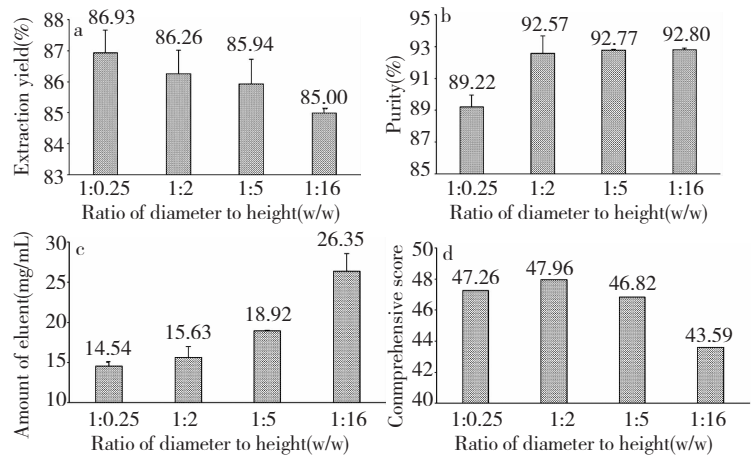 a
Extraction yield(%)
88
87
86
85
84
83
86.93
86.26
85.94
85.00
1:0.25 1:2 1:5 1:16
Ratio of diameter to height(w/w)
b
Purity(%)
95
93
91
89
87
85
89.22
92.57
92.77
92.80
1:0.25 1:2 1:5 1:16
Ratio of diameter to height(w/w)
c
Amount of eluent(mg/mL)
30
25
20
15
10
14.54
15.63
18.92
26.35
1:0.25 1:2 1:5 1:16
Ratio of diameter to height(w/w)
d
Conmprehensive score
50
48
46
44
42
40
47.26
47.96
46.82
43.59
1:0.25 1:2 1:5 1:16
Ratio of diameter to height(w/w)